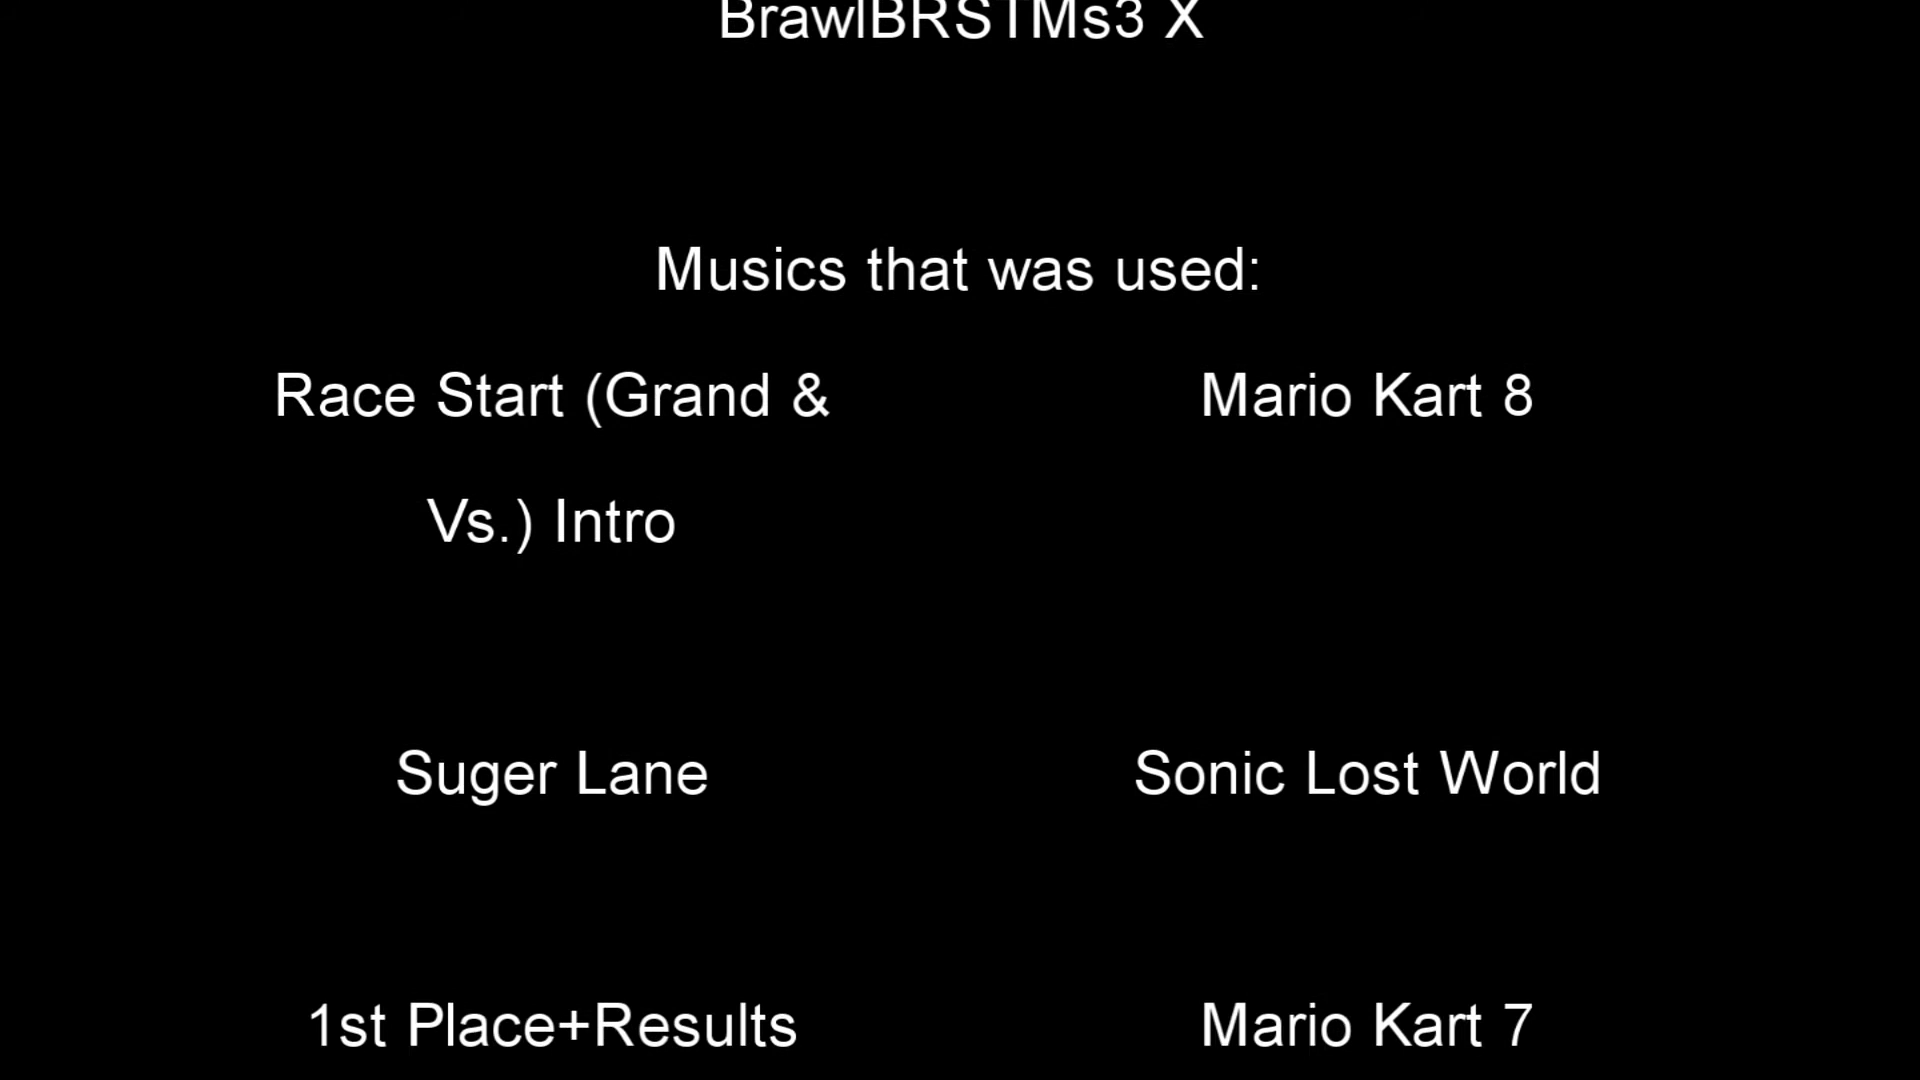 BrawlBRSTMs3 X
Musics that was used:
Race Start (Grand & Mario Kart 8
Vs.) Intro
Suger Lane Sonic Lost World
1st Place+Results Mario Kart 7